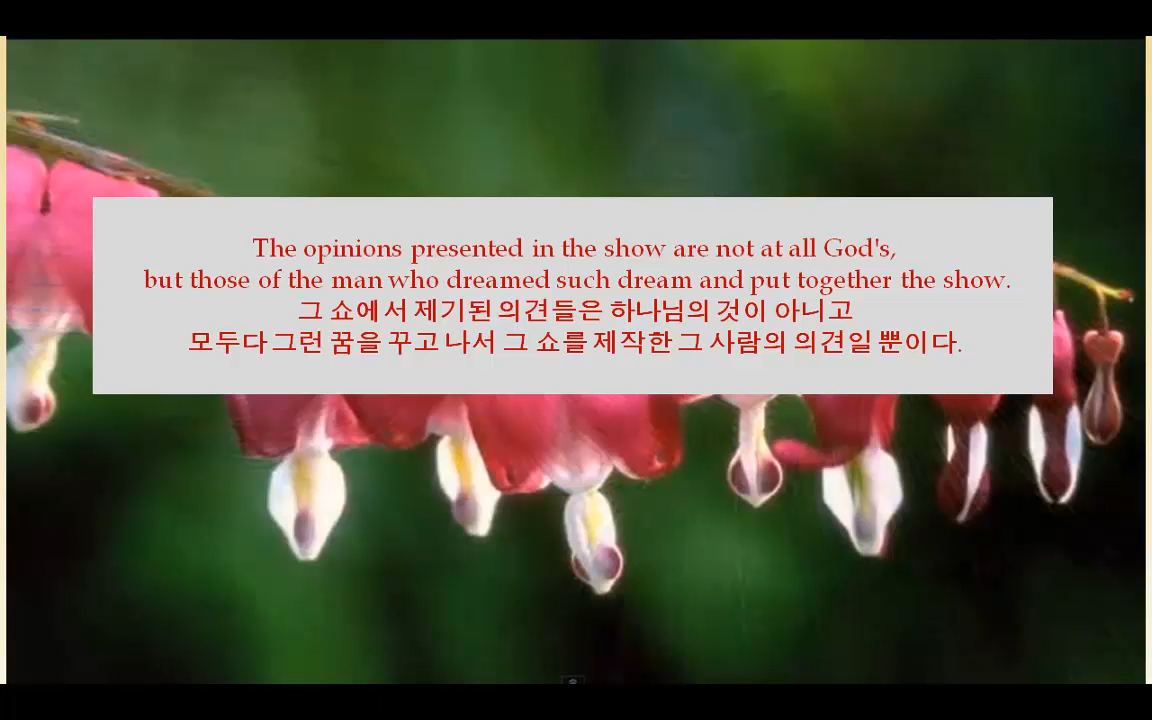 The opinions presented in the show are not at all God's,
but those of the man who dreamed such dream and put together the show.
그 쇼에서 제기된 의견들은 하나님의 것이 아니고
모두다 그런 꿈을 꾸고 나서 그 쇼를 제작한 그 사람의 의견일 뿐이다.